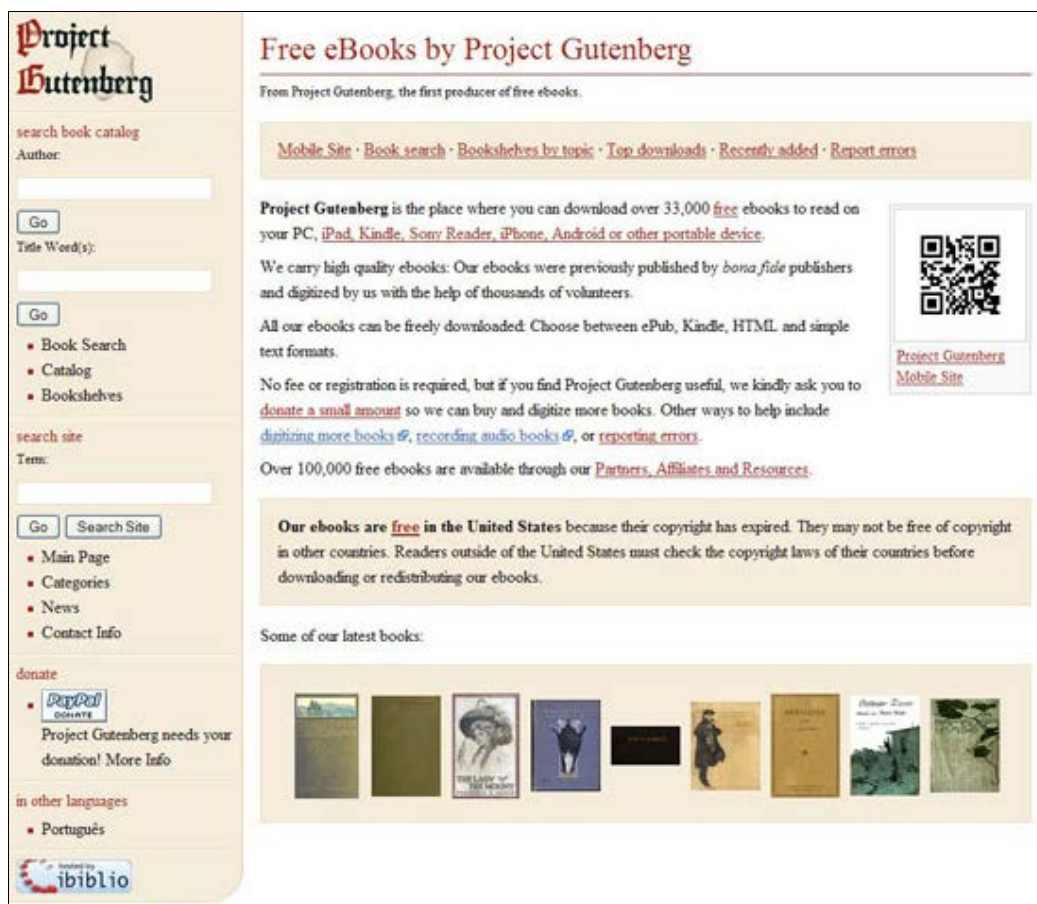 Project
Gutenberg
search book catalog
Author:
Go
Title Word(s):
Go
Book Search
Catalog
Bookshelves
search site
Term:
Go Search Site
Main Page
Categories
News
Contact Info
donate
PayPal
DONATE
Project Gutenberg needs your
donation! More Info
in other languages
Português
hosted by
ibiblio
Free eBooks by Project Gutenberg
From Project Gutenberg, the first producer of free ebooks.
Mobile Site · Book search · Bookshelves by topic · Top downloads · Recently added · Report errors
Project Gutenberg is the place where you can download over 33,000 free ebooks to read on
your PC, iPad, Kindle, Sony Reader, iPhone, Android or other portable device.
We carry high quality ebooks: Our ebooks were previously published by bona fide publishers
and digitized by us with the help of thousands of volunteers.
All our ebooks can be freely downloaded: Choose between ePub, Kindle, HTML and simple
text formats.
No fee or registration is required, but if you find Project Gutenberg useful, we kindly ask you to
donate a small amount so we can buy and digitize more books. Other ways to help include
digitizing more books, recording audio books, or reporting errors.
Over 100,000 free ebooks are available through our Partners, Affiliates and Resources.
Project Gutenberg
Mobile Site
Our ebooks are free in the United States because their copyright has expired. They may not be free of copyright
in other countries. Readers outside of the United States must check the copyright laws of their countries before
downloading or redistributing our ebooks.
Some of our latest books:
THE LADY OF
THE MOUNT